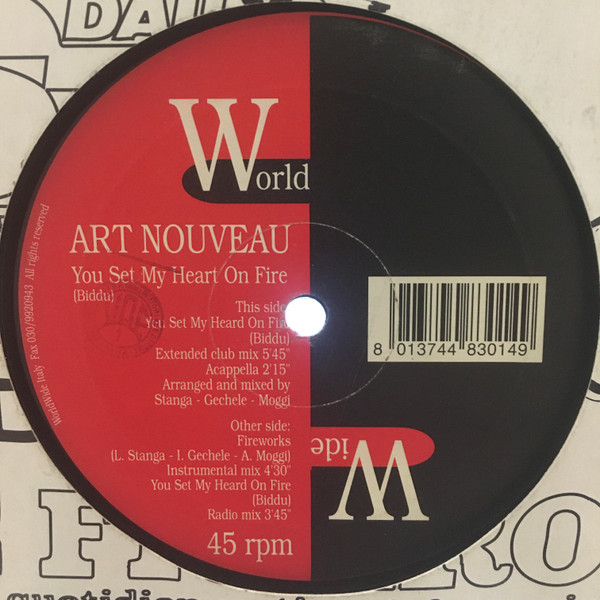 DAI
World
ART NOUVEAU
You Set My Heart On Fire
(Biddu)
This side:
You Set My Heard On Fire
(Biddu)
Extended club mix 5'45"
Acappella 2'15"
Arranged and mixed by
Stanga - Gechele - Moggi
Other side:
Fireworks
(L. Stanga - I. Gechele - A. Moggi)
Instrumental mix 4'30"
You Set My Heard On Fire
(Biddu)
Radio mix 3'45"
45 rpm
WorldWide Italy Fax 030/9920943 All rights reserved
8 013744 830149
Wide